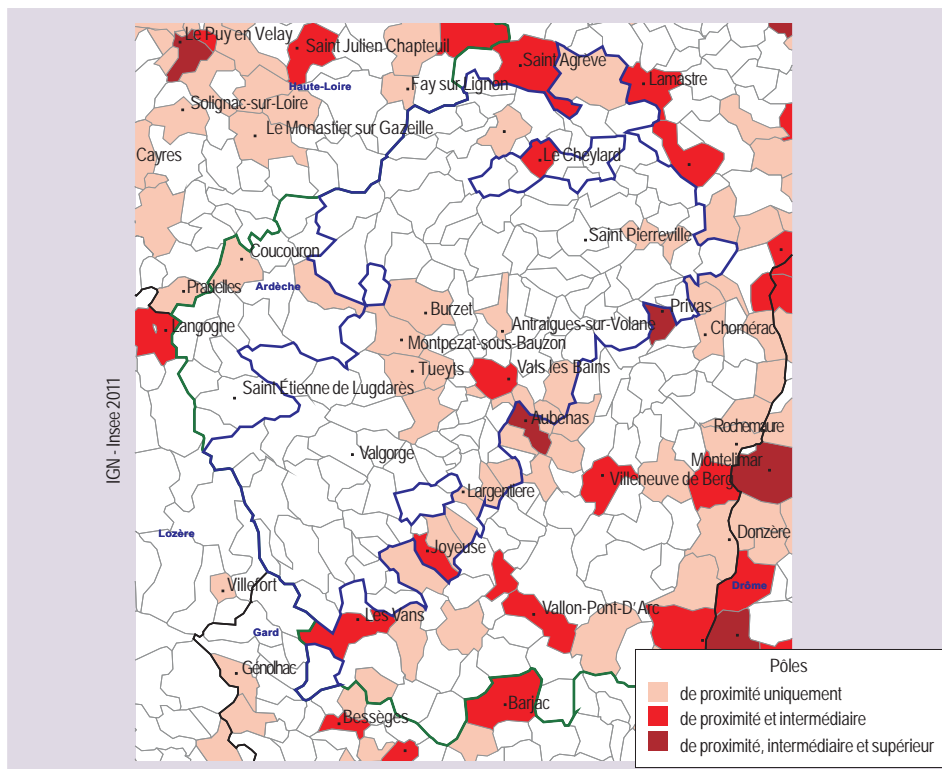 Le Puy en Velay
Saint Julien Chapteuil
Saint Agrève
Lamastre
Haute-Loire
Fay sur Lignon
Solignac-sur-Loire
Le Monastier sur Gazeille
Cayres
Le Cheylard
Saint Pierreville
Coucouron
Pradelles
Ardèche
Privas
Burzet
Langogne
Antraigues-sur-Volane
Chomérac
Montpezat-sous-Bauzon
Tueyts
Vals les Bains
Saint Étienne de Lugdarès
Aubenas
Rochemaure
Valgorge
Montelimar
Villeneuve de Berg
Largentiere
IGN - Insee 2011
Lozère
Donzère
Joyeuse
Villefort
Drôme
Vallon-Pont-D'Arc
Les Vans
Gard
Génolhac
Barjac
Bessèges
Pôles
de proximité uniquement
de proximité et intermédiaire
de proximité, intermédiaire et supérieur